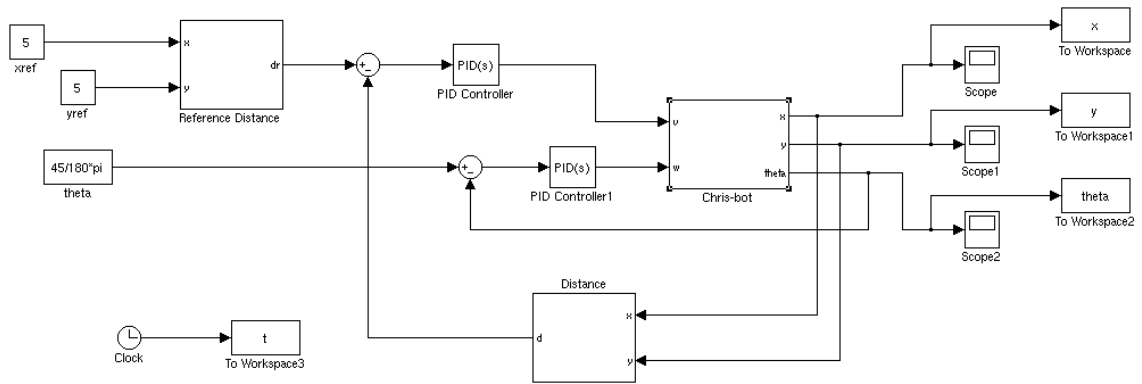 5
xref
5
yref
x
y
dr
Reference Distance
+
_
PID(s)
PID Controller
45/180*pi
theta
+
_
PID(s)
PID Controller1
v
w
x
y
theta
Chris-bot
x
To Workspace
Scope
y
To Workspace1
Scope1
theta
To Workspace2
Scope2
Distance
d
x
y
Clock
t
To Workspace3